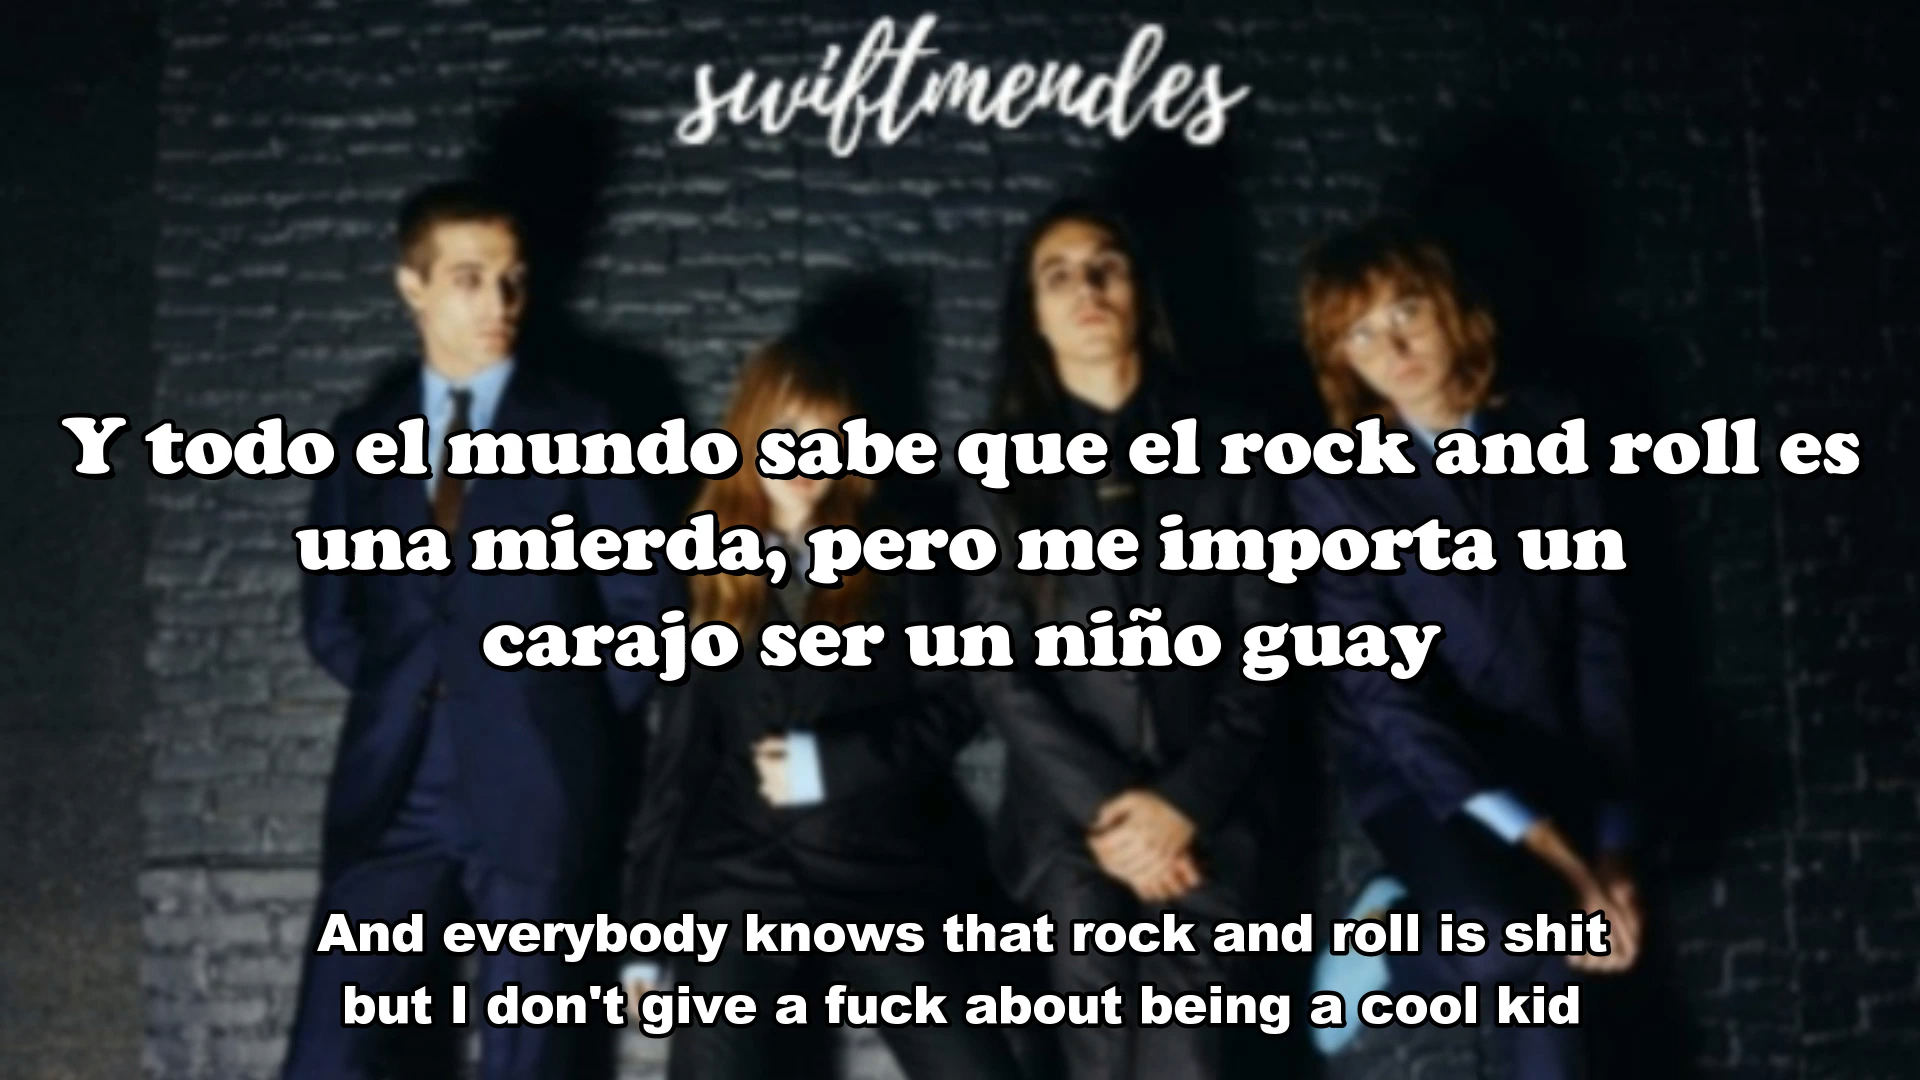 swiftmendes
Y todo el mundo sabe que el rock and roll es
una mierda, pero me importa un
carajo ser un niño guay
And everybody knows that rock and roll is shit
but I don't give a fuck about being a cool kid